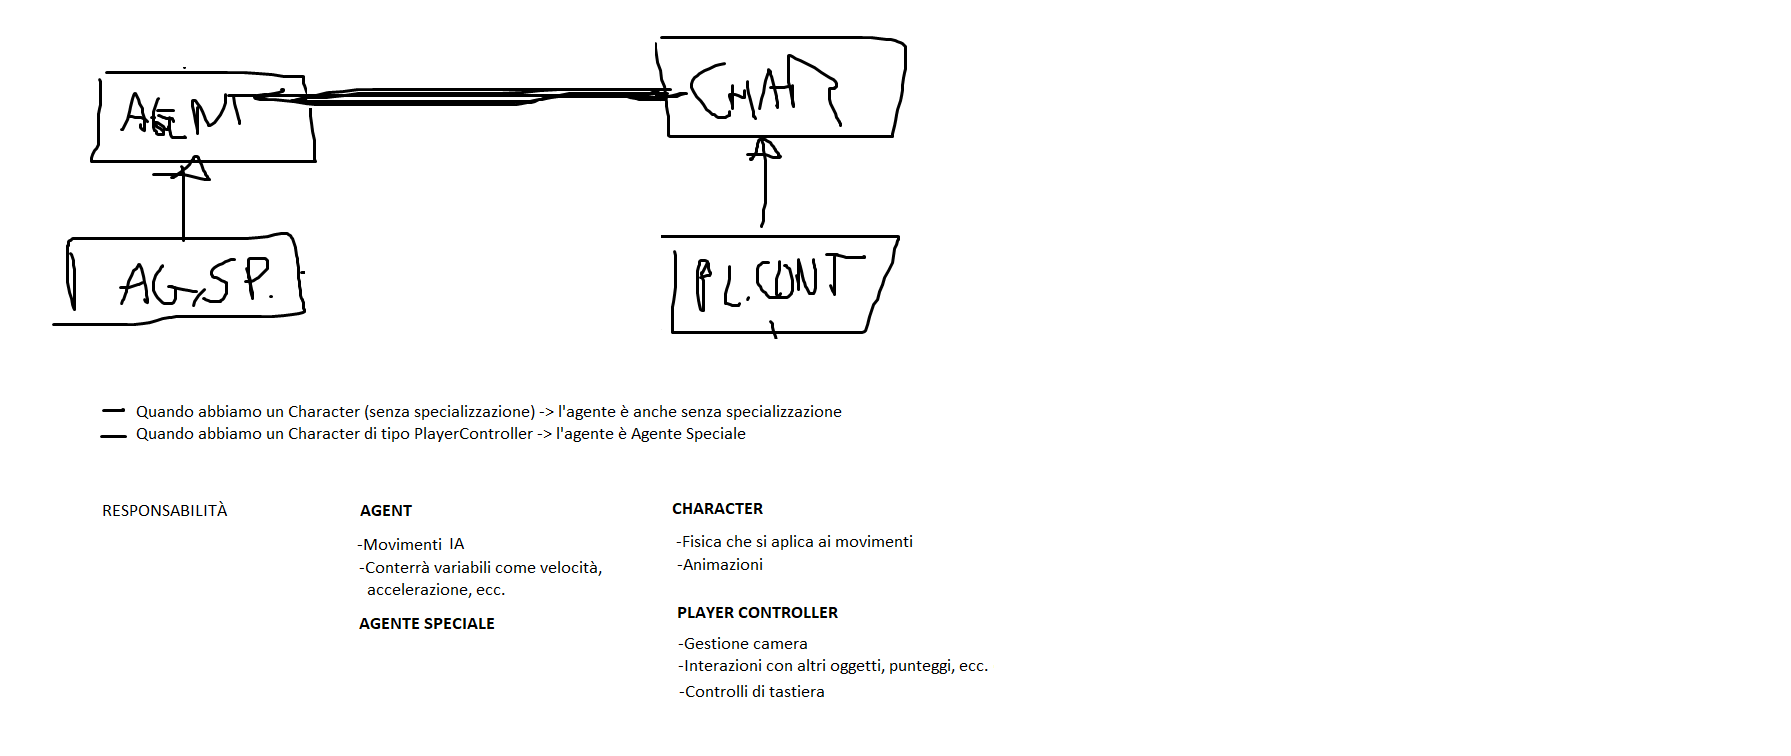 AGENT
CHAR
AG.SP.
PL.CONT
Quando abbiamo un Character (senza specializzazione) -> l'agente è anche senza specializzazione
Quando abbiamo un Character di tipo PlayerController -> l'agente è Agente Speciale
RESPONSABILITÀ
AGENT
-Movimenti IA
-Conterrà variabili come velocità,
accelerazione, ecc.
AGENTE SPECIALE
CHARACTER
-Fisica che si aplica ai movimenti
-Animazioni
PLAYER CONTROLLER
-Gestione camera
-Interazioni con altri oggetti, punteggi, ecc.
-Controlli di tastiera